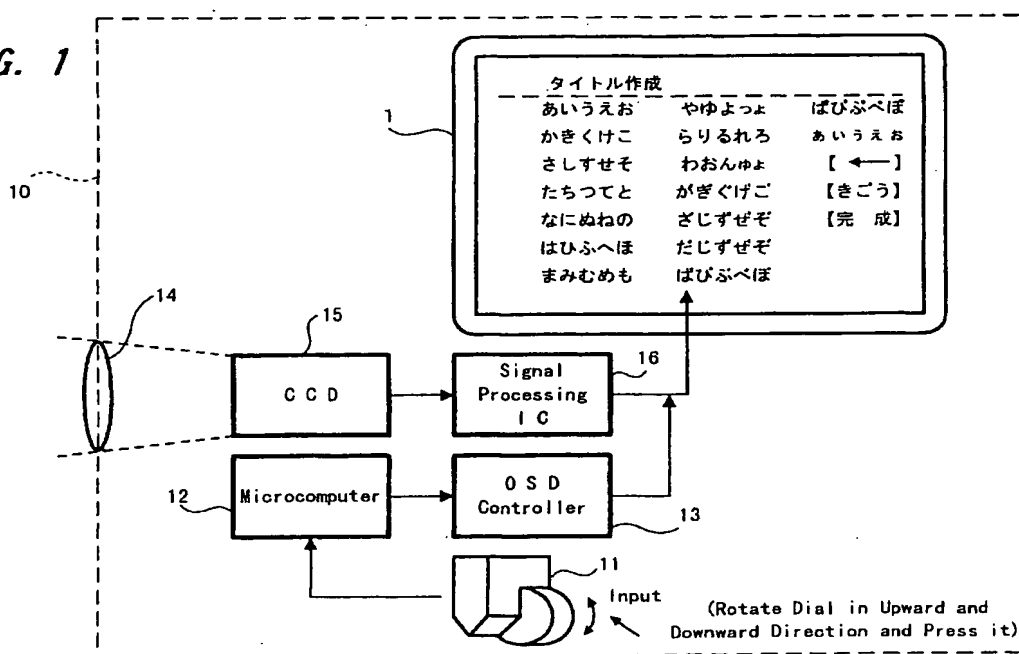 G. 1
10
1
タイトル作成
あいうえお やゆよっょ ぱぴぷぺぽ
かきくけこ らりるれろ ぁぃぅぇぉ
さしすせそ わおんゅょ 【 ← 】
たちつてと がぎぐげご 【きごう】
なにぬねの ざじずぜぞ 【完 成】
はひふへほ だじずぜぞ
まみむめも ばびぶべぼ
14
15
CCD
16
Signal
Processing
IC
12
Microcomputer
OSD
Controller
13
11
Input
(Rotate Dial in Upward and
Downward Direction and Press it)